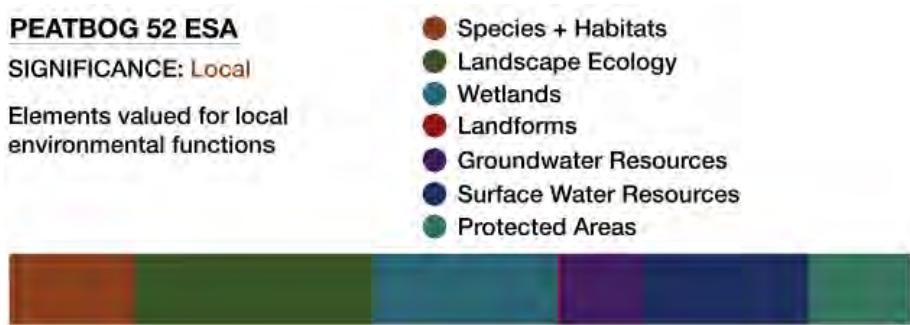 PEATBOG 52 ESA
SIGNIFICANCE: Local
Elements valued for local
environmental functions
Species + Habitats
Landscape Ecology
Wetlands
Landforms
Groundwater Resources
Surface Water Resources
Protected Areas